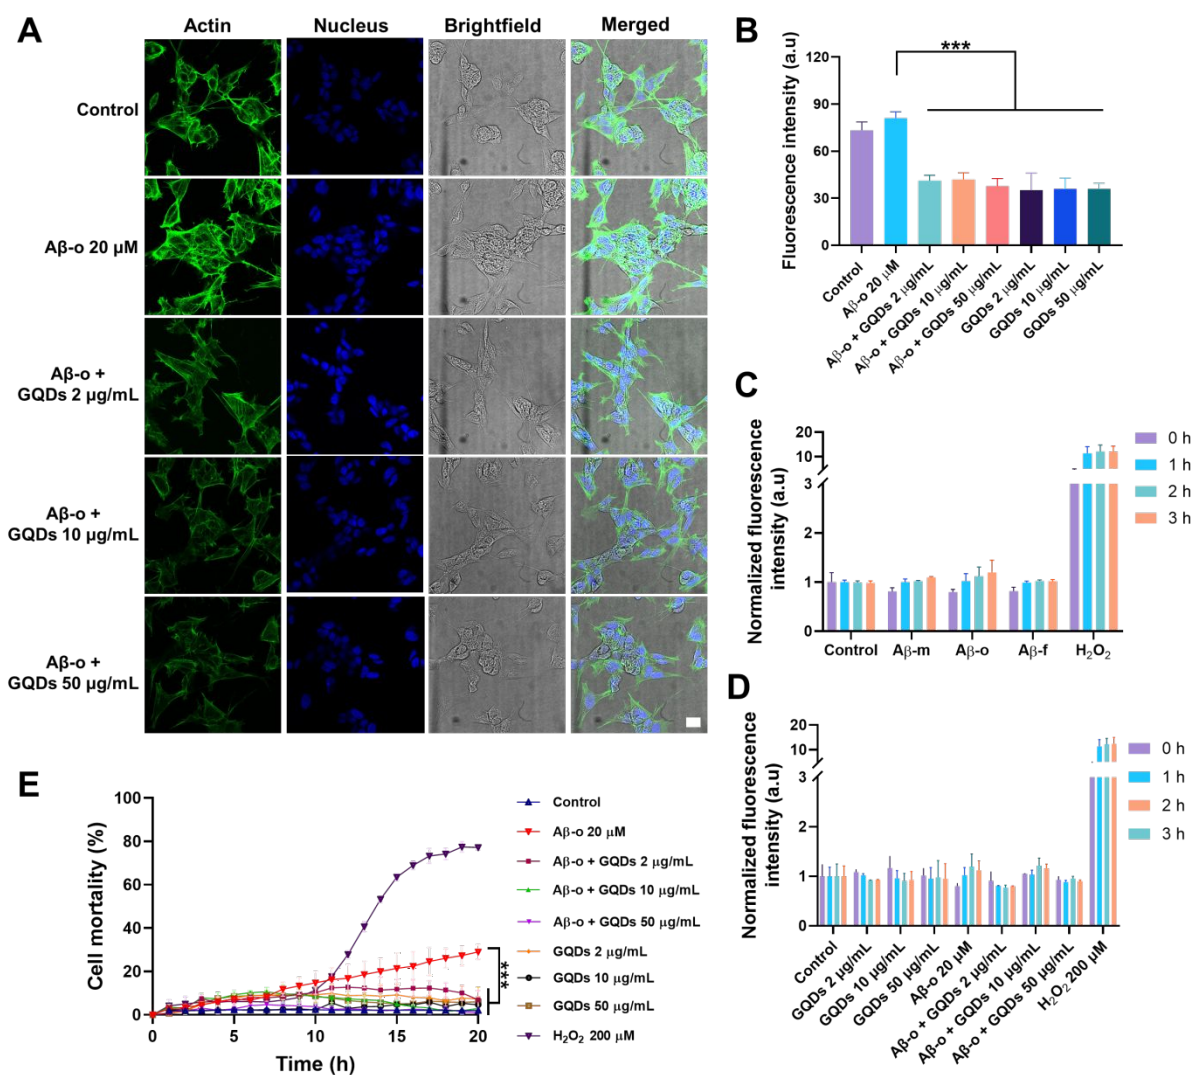 A
Actin
Nucleus
Brightfield
Merged
Control
Aβ-o 20 µM
Aβ-o +
GQDs 2 µg/mL
Aβ-o +
GQDs 10 µg/mL
Aβ-o +
GQDs 50 µg/mL
B
Fluorescence intensity (a.u)
120
90
60
30
0
***
Control
Aβ-o 20 µM
Aβ-o + GQDs 2 µg/mL
Aβ-o + GQDs 10 µg/mL
Aβ-o + GQDs 50 µg/mL
GQDs 2 µg/mL
GQDs 10 µg/mL
GQDs 50 µg/mL
C
Normalized fluorescence
intensity (a.u)
20
10
3
2
1
0
Control
Aβ-m
Aβ-o
Aβ-f
H₂O₂
0 h
1 h
2 h
3 h
D
Normalized fluorescence
intensity (a.u)
20
10
3
2
1
0
Control
GQDs 2 µg/mL
GQDs 10 µg/mL
GQDs 50 µg/mL
Aβ-o 20 µM
Aβ-o + GQDs 2 µg/mL
Aβ-o + GQDs 10 µg/mL
Aβ-o + GQDs 50 µg/mL
H₂O₂ 200 µM
0 h
1 h
2 h
3 h
E
Cell mortality (%)
100
80
60
40
20
0
0
5
10
15
20
Time (h)
***
Control
Aβ-o 20 µM
Aβ-o + GQDs 2 µg/mL
Aβ-o + GQDs 10 µg/mL
Aβ-o + GQDs 50 µg/mL
GQDs 2 µg/mL
GQDs 10 µg/mL
GQDs 50 µg/mL
H₂O₂ 200 µM